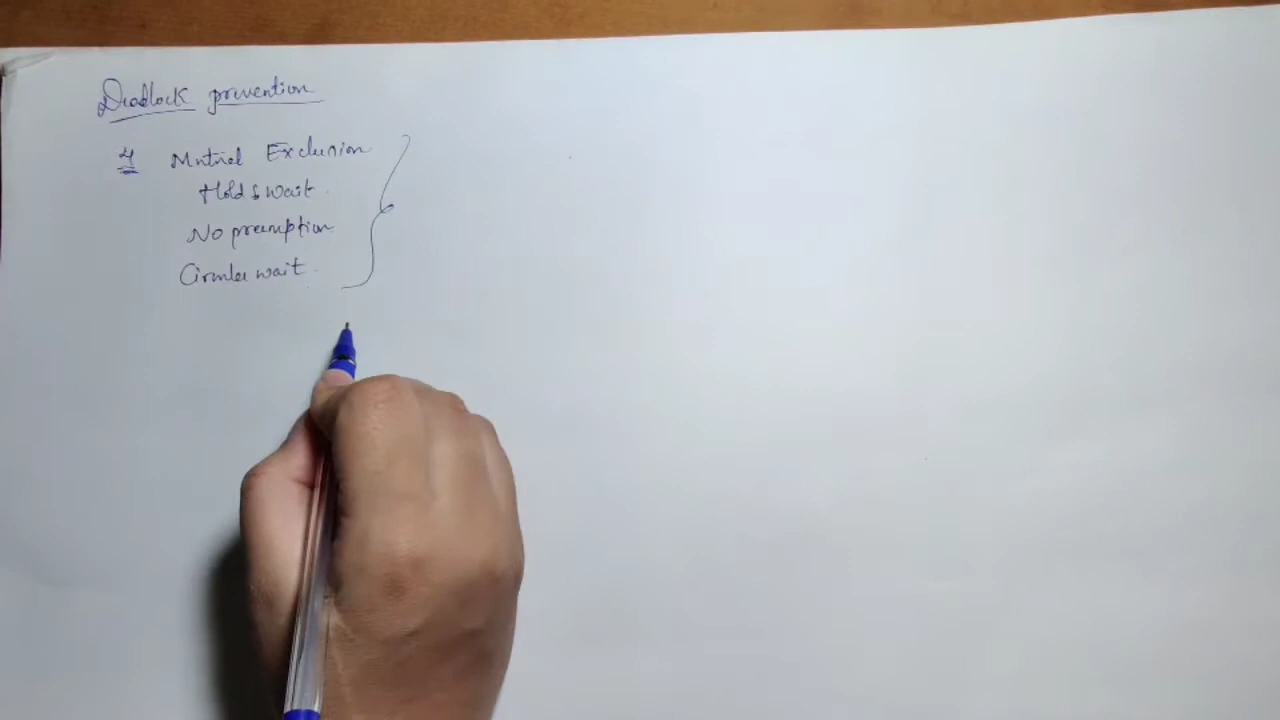 Deadlock prevention
4 Mutual Exclusion
Hold & wait.
No preemption
Circular wait.